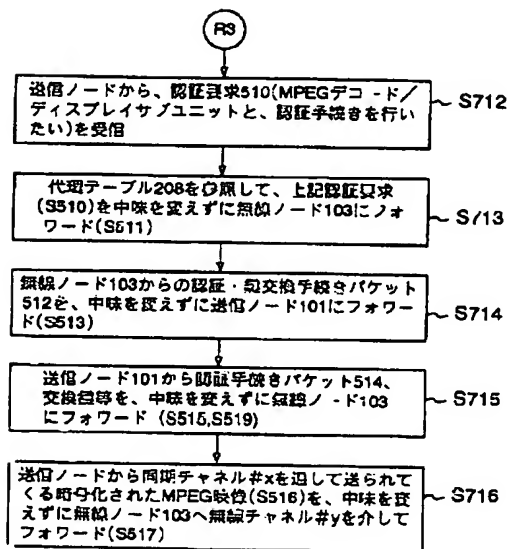 R3
送信ノードから、認証要求510(MPEGデコード/
ディスプレイサブユニットと、認証手続きを行い
たい)を受信
S712
代理テーブル208を参照して、上記認証要求
(S510)を中味を変えずに無線ノード103にフォ
ワード(S511)
S713
無線ノード103からの認証・鍵交換手続きパケット
512を、中味を変えずに送信ノード101にフォワー
ド(S513)
S714
送信ノード101から認証手続きパケット514、
交換鍵等を、中味を変えずに無線ノード103
にフォワード(S515,S519)
S715
送信ノードから同期チャネル#xを通して送られて
くる暗号化されたMPEG映像(S516)を、中味を変
えずに無線ノード103へ無線チャネル#yを介して
フォワード(S517)
S716